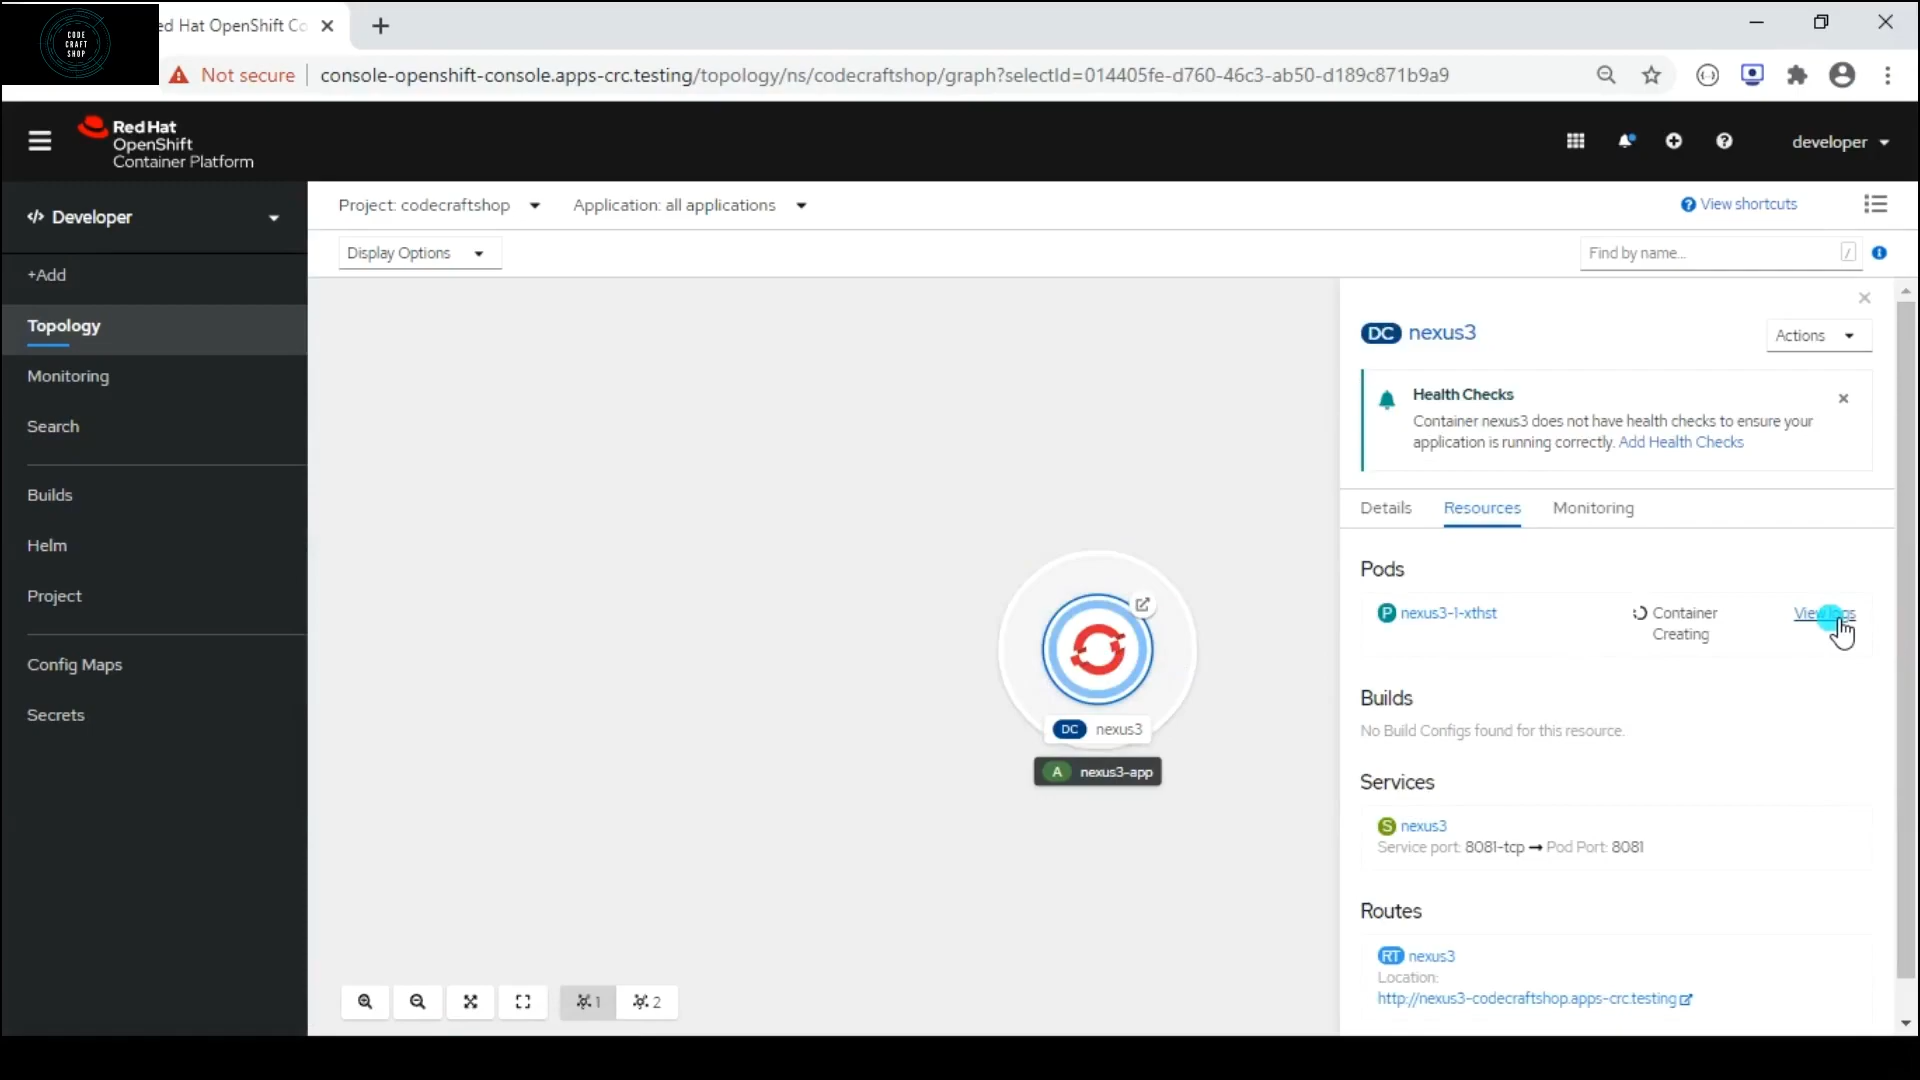 CODE
CRAFT
SHOP
ed Hat OpenShift Co
Not secure
console-openshift-console.apps-crc.testing/topology/ns/codecraftshop/graph?selectId=014405fe-d760-46c3-ab50-d189c871b9a9
Red Hat
OpenShift
Container Platform
developer
</> Developer
Project: codecraftshop
Application: all applications
View shortcuts
Display Options
Find by name...
/
+Add
Topology
Monitoring
Search
Builds
Helm
Project
Config Maps
Secrets
DC nexus3
Actions
Health Checks
Container nexus3 does not have health checks to ensure your
application is running correctly. Add Health Checks
Details
Resources
Monitoring
Pods
P nexus3-1-xthst
Container
Creating
View logs
Builds
No Build Configs found for this resource.
Services
S nexus3
Service port: 8081-tcp → Pod Port: 8081
Routes
RT nexus3
Location:
http://nexus3-codecraftshop.apps-crc.testing
DC nexus3
A nexus3-app
1
2